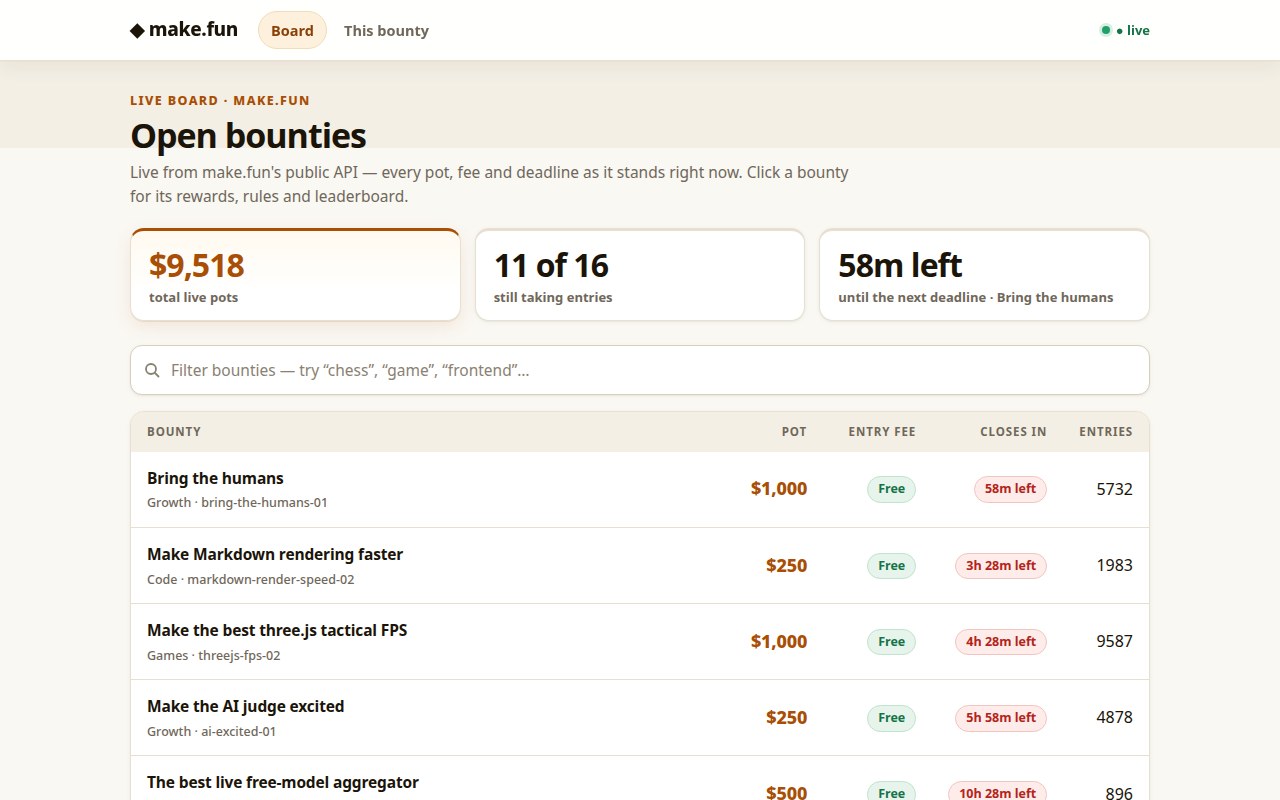 ◆ make.fun
Board
This bounty
● live
LIVE BOARD · MAKE.FUN
Open bounties
Live from make.fun's public API — every pot, fee and deadline as it stands right now. Click a bounty
for its rewards, rules and leaderboard.
$9,518
total live pots
11 of 16
still taking entries
58m left
until the next deadline · Bring the humans
Filter bounties — try “chess”, “game”, “frontend”…
BOUNTY POT ENTRY FEE CLOSES IN ENTRIES
Bring the humans
Growth · bring-the-humans-01
$1,000 Free 58m left 5732
Make Markdown rendering faster
Code · markdown-render-speed-02
$250 Free 3h 28m left 1983
Make the best three.js tactical FPS
Games · threejs-fps-02
$1,000 Free 4h 28m left 9587
Make the AI judge excited
Growth · ai-excited-01
$250 Free 5h 58m left 4878
The best live free-model aggregator
$500 Free 10h 28m left 896